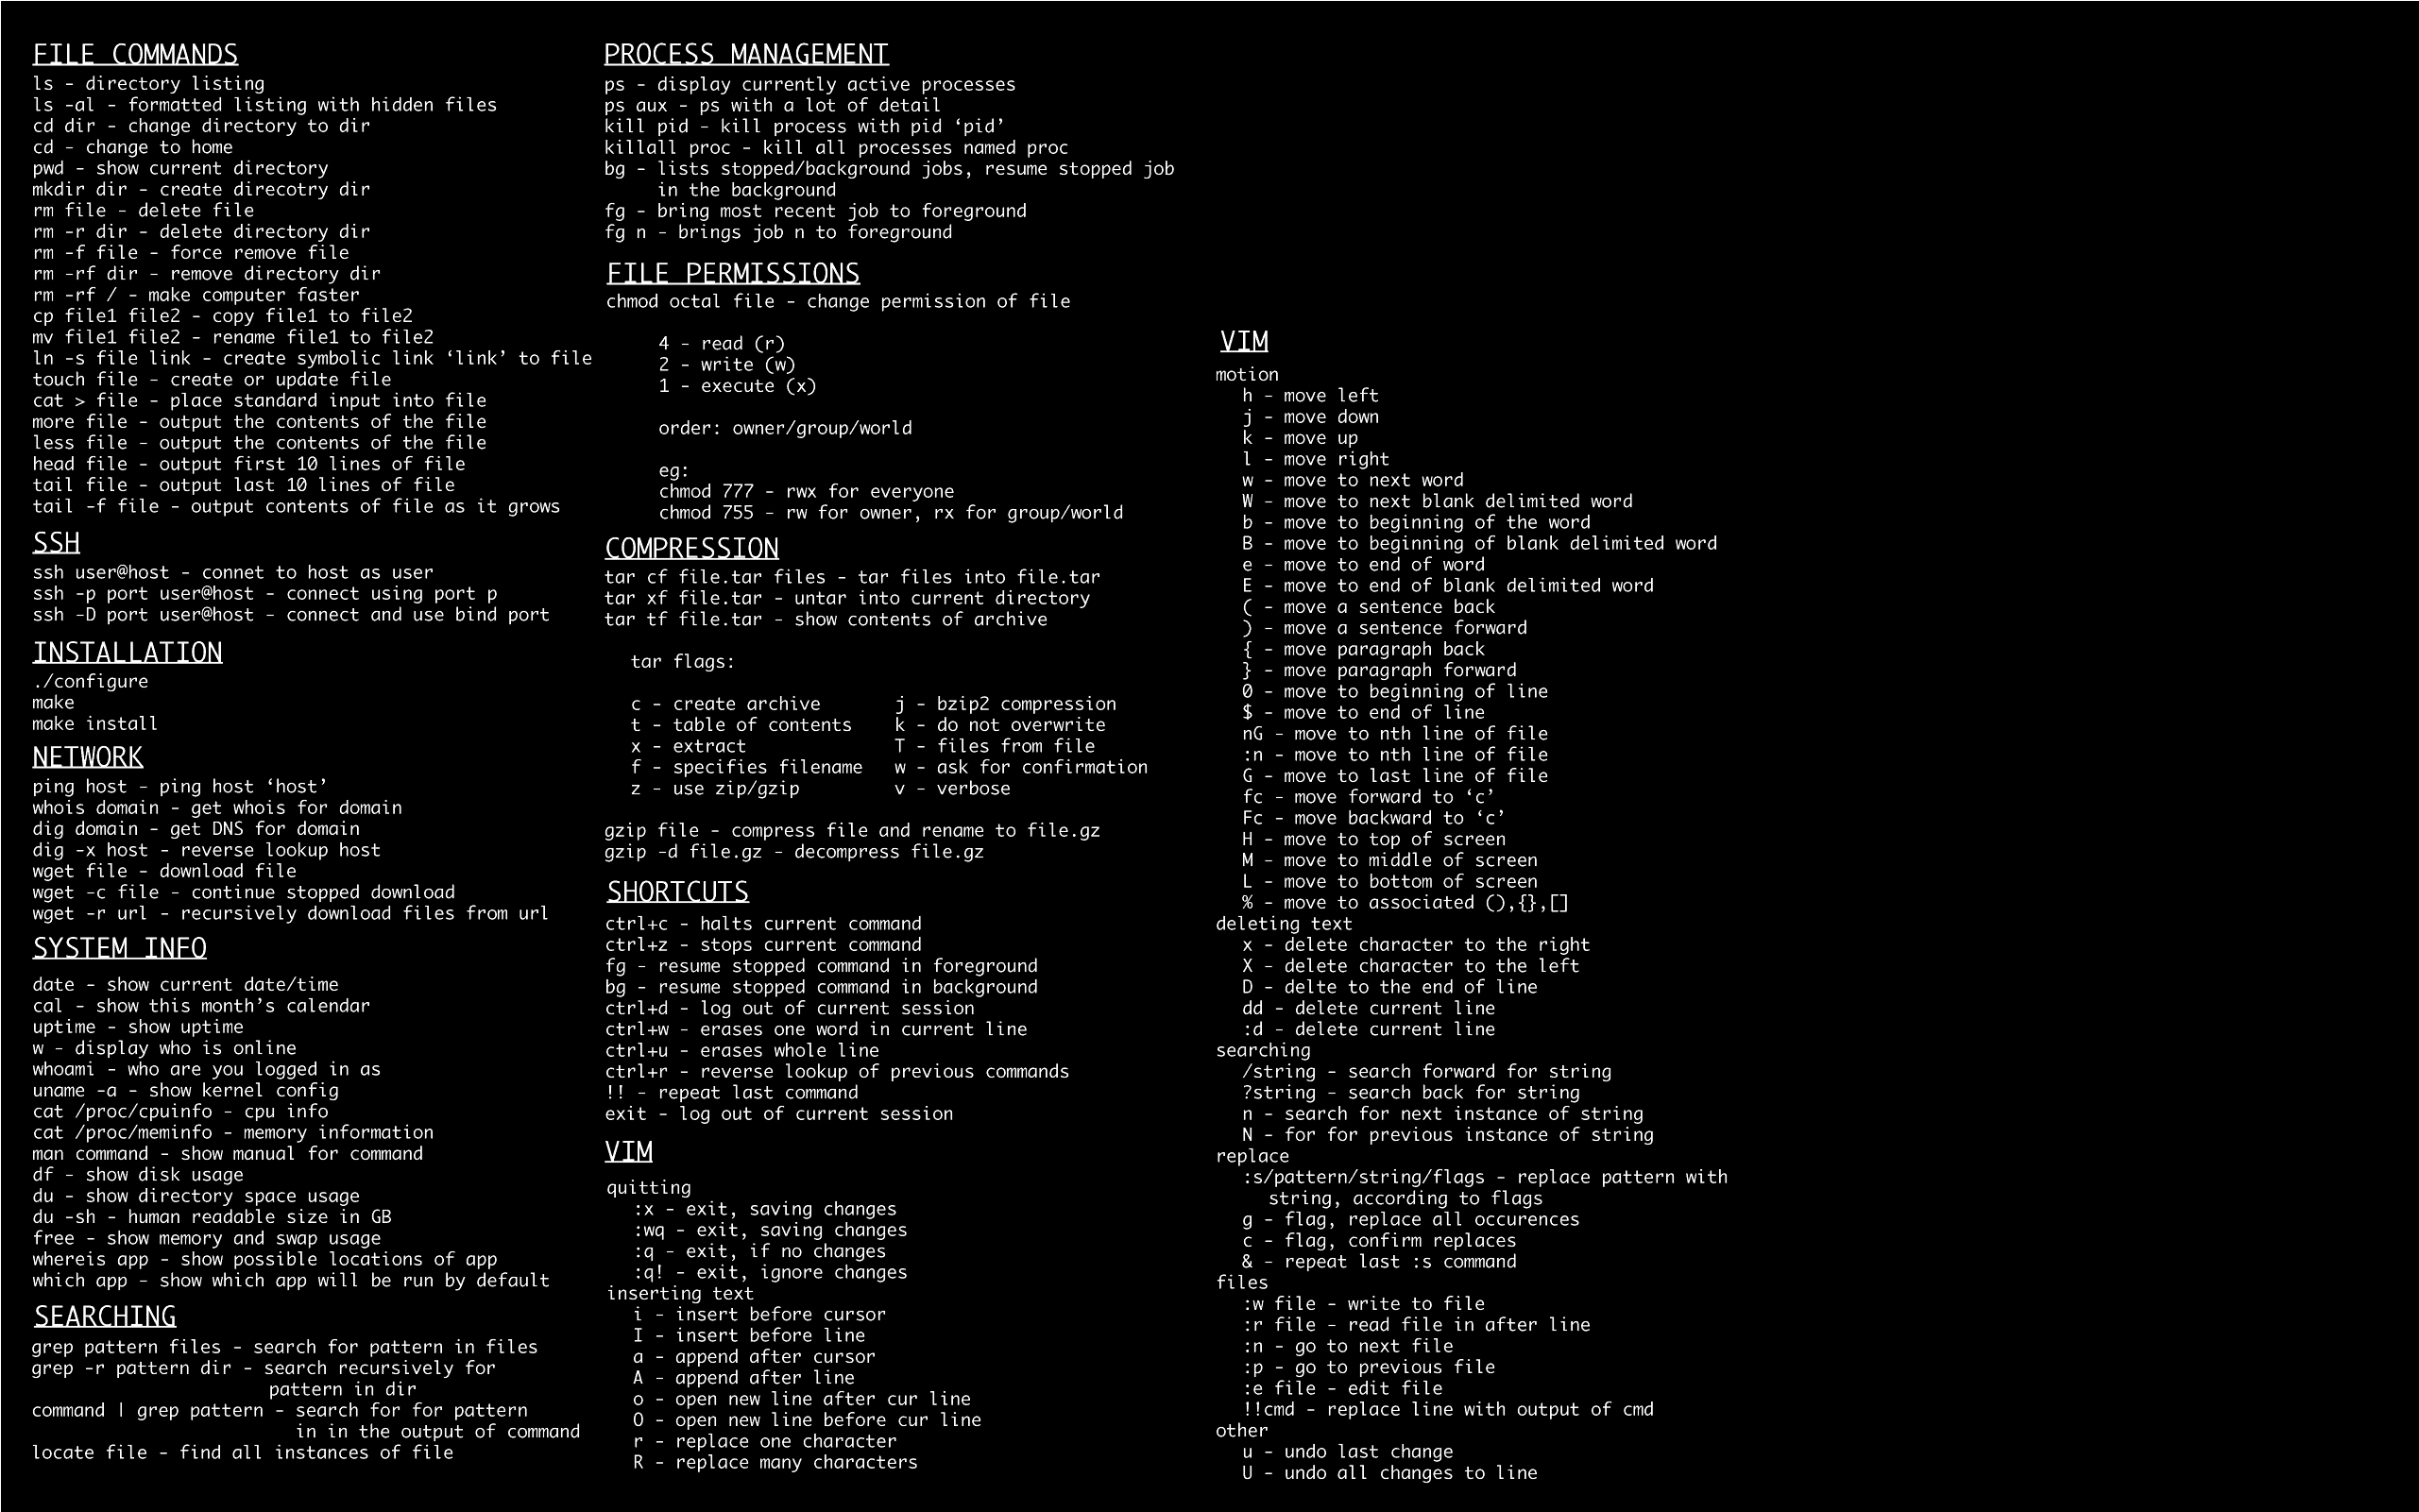 FILE COMMANDS
ls - directory listing
ls -al - formatted listing with hidden files
cd dir - change directory to dir
cd - change to home
pwd - show current directory
mkdir dir - create direcotry dir
rm file - delete file
rm -r dir - delete directory dir
rm -f file - force remove file
rm -rf dir - remove directory dir
rm -rf / - make computer faster
cp file1 file2 - copy file1 to file2
mv file1 file2 - rename file1 to file2
ln -s file link - create symbolic link ‘link’ to file
touch file - create or update file
cat > file - place standard input into file
more file - output the contents of the file
less file - output the contents of the file
head file - output first 10 lines of file
tail file - output last 10 lines of file
tail -f file - output contents of file as it grows
SSH
ssh user@host - connet to host as user
ssh -p port user@host - connect using port p
ssh -D port user@host - connect and use bind port
INSTALLATION
./configure
make
make install
NETWORK
ping host - ping host ‘host’
whois domain - get whois for domain
dig domain - get DNS for domain
dig -x host - reverse lookup host
wget file - download file
wget -c file - continue stopped download
wget -r url - recursively download files from url
SYSTEM INFO
date - show current date/time
cal - show this month’s calendar
uptime - show uptime
w - display who is online
whoami - who are you logged in as
uname -a - show kernel config
cat /proc/cpuinfo - cpu info
cat /proc/meminfo - memory information
man command - show manual for command
df - show disk usage
du - show directory space usage
du -sh - human readable size in GB
free - show memory and swap usage
whereis app - show possible locations of app
which app - show which app will be run by default
SEARCHING
grep pattern files - search for pattern in files
grep -r pattern dir - search recursively for
pattern in dir
command | grep pattern - search for for pattern
in in the output of command
locate file - find all instances of file
PROCESS MANAGEMENT
ps - display currently active processes
ps aux - ps with a lot of detail
kill pid - kill process with pid ‘pid’
killall proc - kill all processes named proc
bg - lists stopped/background jobs, resume stopped job
in the background
fg - bring most recent job to foreground
fg n - brings job n to foreground
FILE PERMISSIONS
chmod octal file - change permission of file
4 - read (r)
2 - write (w)
1 - execute (x)
order: owner/group/world
eg:
chmod 777 - rwx for everyone
chmod 755 - rw for owner, rx for group/world
COMPRESSION
tar cf file.tar files - tar files into file.tar
tar xf file.tar - untar into current directory
tar tf file.tar - show contents of archive
tar flags:
c - create archive j - bzip2 compression
t - table of contents k - do not overwrite
x - extract T - files from file
f - specifies filename w - ask for confirmation
z - use zip/gzip v - verbose
gzip file - compress file and rename to file.gz
gzip -d file.gz - decompress file.gz
SHORTCUTS
ctrl+c - halts current command
ctrl+z - stops current command
fg - resume stopped command in foreground
bg - resume stopped command in background
ctrl+d - log out of current session
ctrl+w - erases one word in current line
ctrl+u - erases whole line
ctrl+r - reverse lookup of previous commands
!! - repeat last command
exit - log out of current session
VIM
quitting
:x - exit, saving changes
:wq - exit, saving changes
:q - exit, if no changes
:q! - exit, ignore changes
inserting text
i - insert before cursor
I - insert before line
a - append after cursor
A - append after line
o - open new line after cur line
O - open new line before cur line
r - replace one character
R - replace many characters
VIM
motion
h - move left
j - move down
k - move up
l - move right
w - move to next word
W - move to next blank delimited word
b - move to beginning of the word
B - move to beginning of blank delimited word
e - move to end of word
E - move to end of blank delimited word
( - move a sentence back
) - move a sentence forward
{ - move paragraph back
} - move paragraph forward
0 - move to beginning of line
$ - move to end of line
nG - move to nth line of file
:n - move to nth line of file
G - move to last line of file
fc - move forward to ‘c’
Fc - move backward to ‘c’
H - move to top of screen
M - move to middle of screen
L - move to bottom of screen
% - move to associated (),{},[]
deleting text
x - delete character to the right
X - delete character to the left
D - delte to the end of line
dd - delete current line
:d - delete current line
searching
/string - search forward for string
?string - search back for string
n - search for next instance of string
N - for for previous instance of string
replace
:s/pattern/string/flags - replace pattern with
string, according to flags
g - flag, replace all occurences
c - flag, confirm replaces
& - repeat last :s command
files
:w file - write to file
:r file - read file in after line
:n - go to next file
:p - go to previous file
:e file - edit file
!!cmd - replace line with output of cmd
other
u - undo last change
U - undo all changes to line